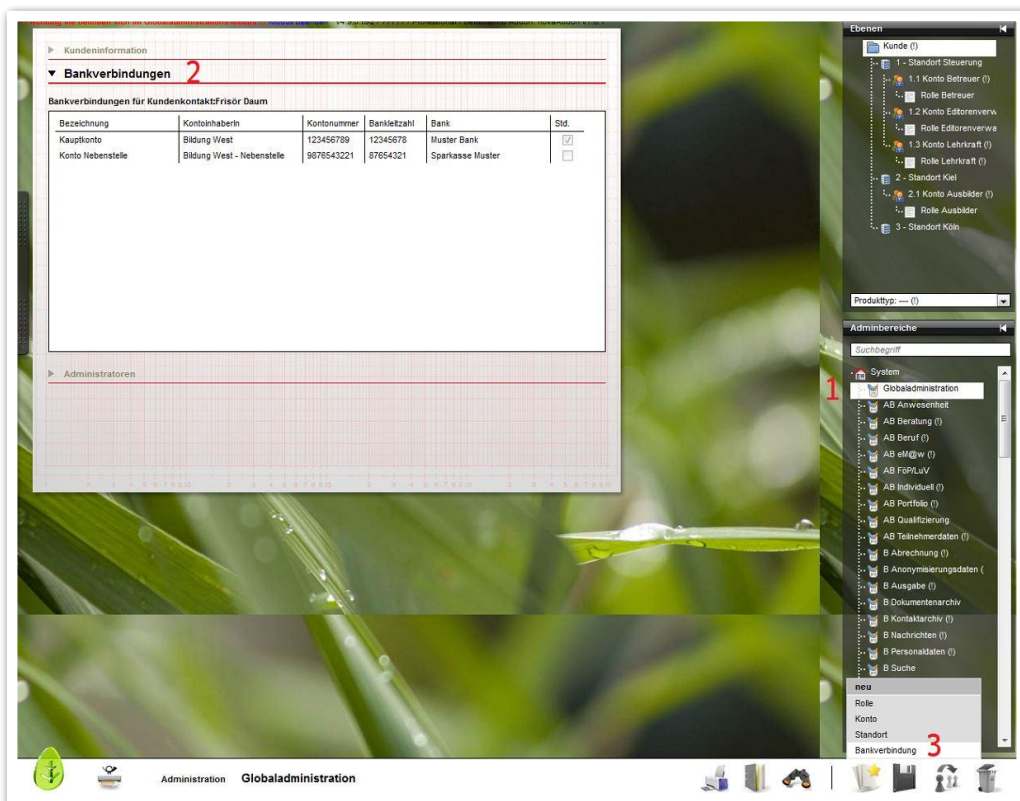 Kundeninformation
Bankverbindungen 2
Bankverbindungen für Kundenkontakt:Frisör Daum
Bezeichnung KontoinhaberIn Kontonummer Bankleitzahl Bank Std.
Kauptkonto Bildung West 123456789 12345678 Muster Bank
Konto Nebenstelle Bildung West - Nebenstelle 9876543221 87654321 Sparkasse Muster
Administratoren
Ebenen
Kunde (!)
1 - Standort Steuerung
1.1 Konto Betreuer (!)
Rolle Betreuer
1.2 Konto Editorenverw
Rolle Editorenverwa
1.3 Konto Lehrkraft (!)
Rolle Lehrkraft (!)
2 - Standort Kiel
2.1 Konto Ausbilder (!)
Rolle Ausbilder
3 - Standort Köln
Produkttyp: --- (!)
Adminbereiche
Suchbegriff
System
1 Globaladministration
AB Anwesenheit
AB Beratung (!)
AB Beruf (!)
AB eM@w (!)
AB FöP/LuV
AB Individuell (!)
AB Portfolio (!)
AB Qualifizierung
AB Teilnehmerdaten (!)
B Abrechnung (!)
B Anonymisierungsdaten (
B Ausgabe (!)
B Dokumentenarchiv
B Kontaktarchiv (!)
B Nachrichten (!)
B Personaldaten (!)
B Suche
neu
Rolle
Konto
Standort
Bankverbindung 3
Administration Globaladministration